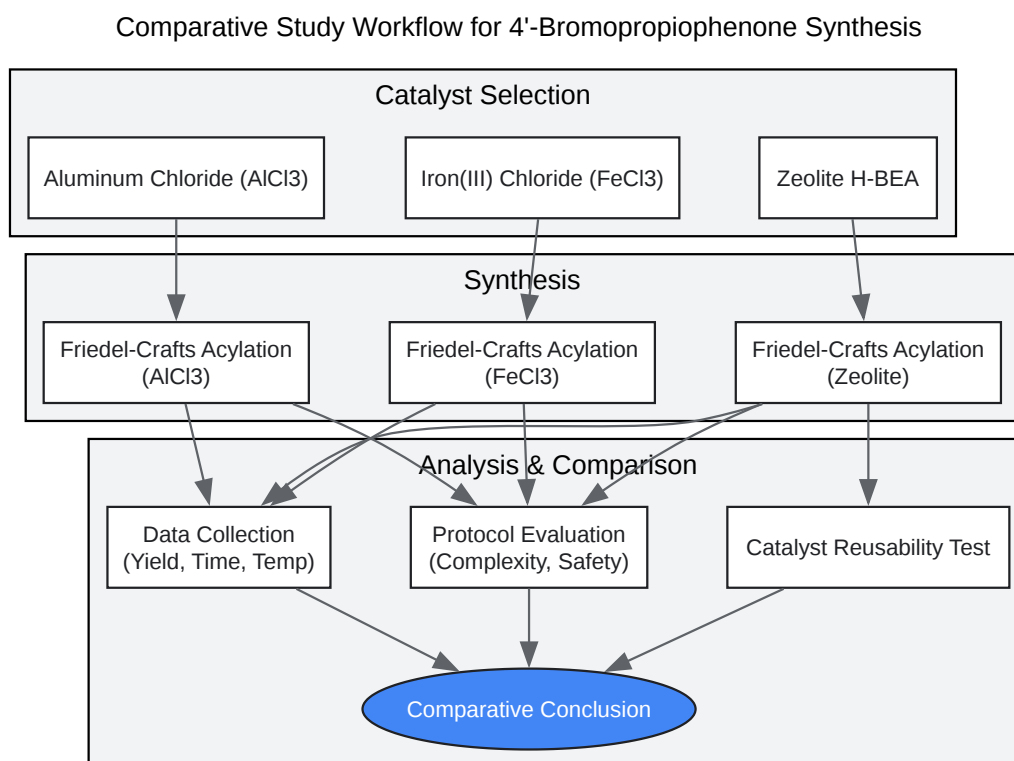 Comparative Study Workflow for 4'-Bromopropiophenone Synthesis
Catalyst Selection
Aluminum Chloride (AlCl3)
Iron(III) Chloride (FeCl3)
Zeolite H-BEA
Synthesis
Friedel-Crafts Acylation
(AlCl3)
Friedel-Crafts Acylation
(FeCl3)
Friedel-Crafts Acylation
(Zeolite)
Analysis & Comparison
Data Collection
(Yield, Time, Temp)
Protocol Evaluation
(Complexity, Safety)
Catalyst Reusability Test
Comparative Conclusion